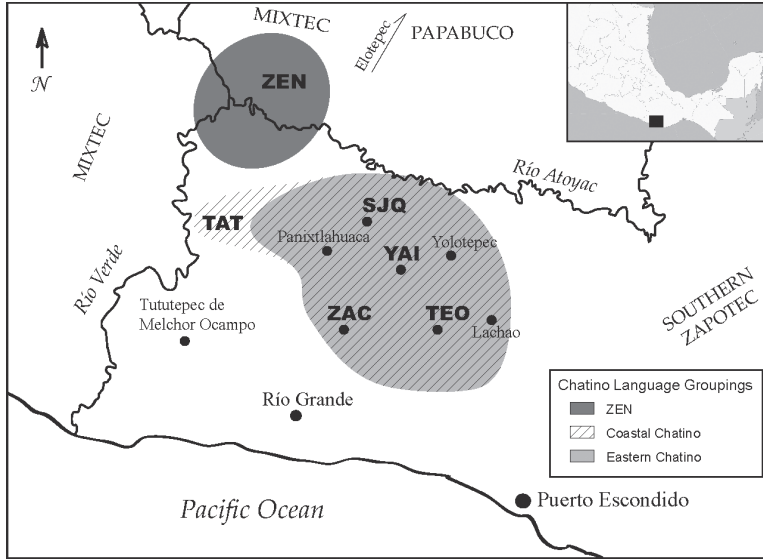 MIXTEC
Elotepec
PAPABUCO
N
ZEN
MIXTEC
Río Atoyac
TAT
SJQ
Panixtlahuaca
YAI
Yolotepec
Río Verde
Tututepec de
Melchor Ocampo
ZAC
TEO
Lachao
SOUTHERN
ZAPOTEC
Río Grande
Chatino Language Groupings
ZEN
Coastal Chatino
Eastern Chatino
Pacific Ocean
Puerto Escondido